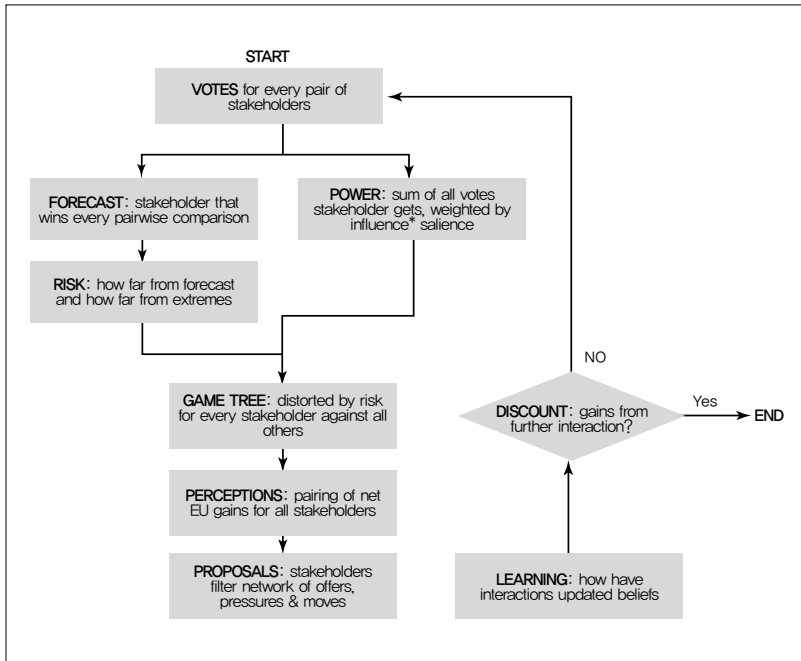 START
VOTES for every pair of
stakeholders
FORECAST: stakeholder that
wins every pairwise comparison
POWER: sum of all votes
stakeholder gets, weighted by
influence* salience
RISK: how far from forecast
and how far from extremes
GAME TREE: distorted by risk
for every stakeholder against all
others
PERCEPTIONS: pairing of net
EU gains for all stakeholders
PROPOSALS: stakeholders
filter network of offers,
pressures & moves
LEARNING: how have
interactions updated beliefs
DISCOUNT: gains from
further interaction?
NO
Yes
END